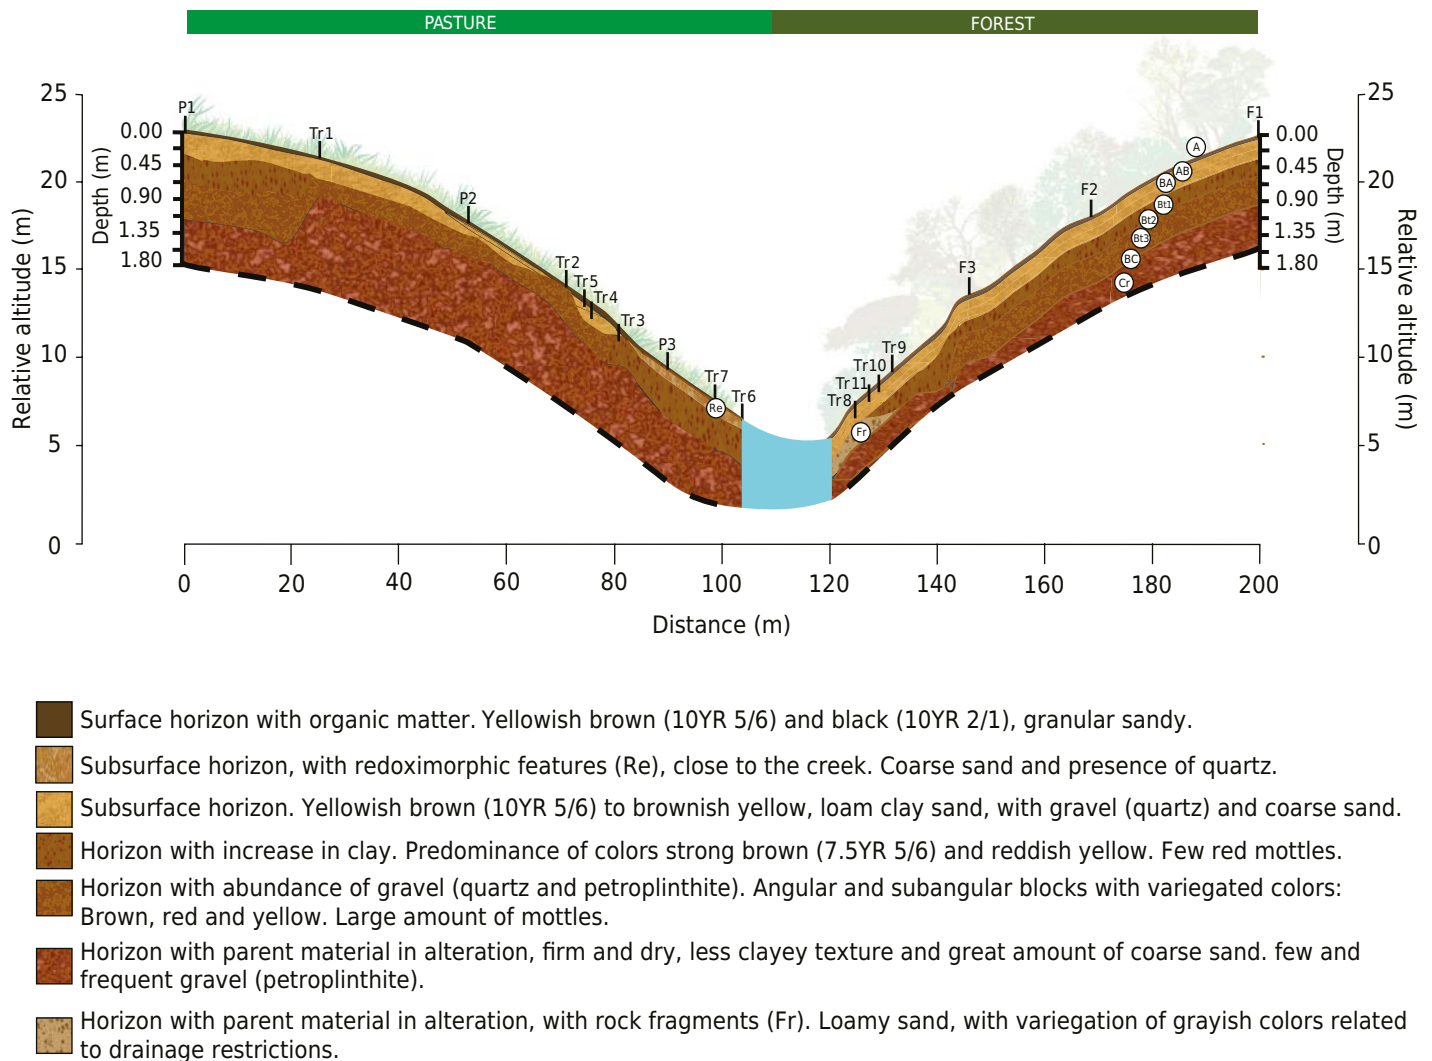 PASTURE
FOREST
25
20
15
10
5
0
Relative altitude (m)
0.00
0.45
0.90
1.35
1.80
Depth (m)
P1
Tr1
P2
Tr2
Tr5
Tr4
Tr3
P3
Tr7
Tr6
Re
Tr9
Tr10
Tr11
Tr8
Fr
F3
F2
F1
A
AB
BA
Bt1
Bt2
Bt3
BC
Cr
0.00
0.45
0.90
1.35
1.80
Depth (m)
25
20
15
10
5
0
Relative altitude (m)
0
20
40
60
80
100
120
140
160
180
200
Distance (m)
Surface horizon with organic matter. Yellowish brown (10YR 5/6) and black (10YR 2/1), granular sandy.
Subsurface horizon, with redoximorphic features (Re), close to the creek. Coarse sand and presence of quartz.
Subsurface horizon. Yellowish brown (10YR 5/6) to brownish yellow, loam clay sand, with gravel (quartz) and coarse sand.
Horizon with increase in clay. Predominance of colors strong brown (7.5YR 5/6) and reddish yellow. Few red mottles.
Horizon with abundance of gravel (quartz and petroplinthite). Angular and subangular blocks with variegated colors:
Brown, red and yellow. Large amount of mottles.
Horizon with parent material in alteration, firm and dry, less clayey texture and great amount of coarse sand. few and
frequent gravel (petroplinthite).
Horizon with parent material in alteration, with rock fragments (Fr). Loamy sand, with variegation of grayish colors related
to drainage restrictions.